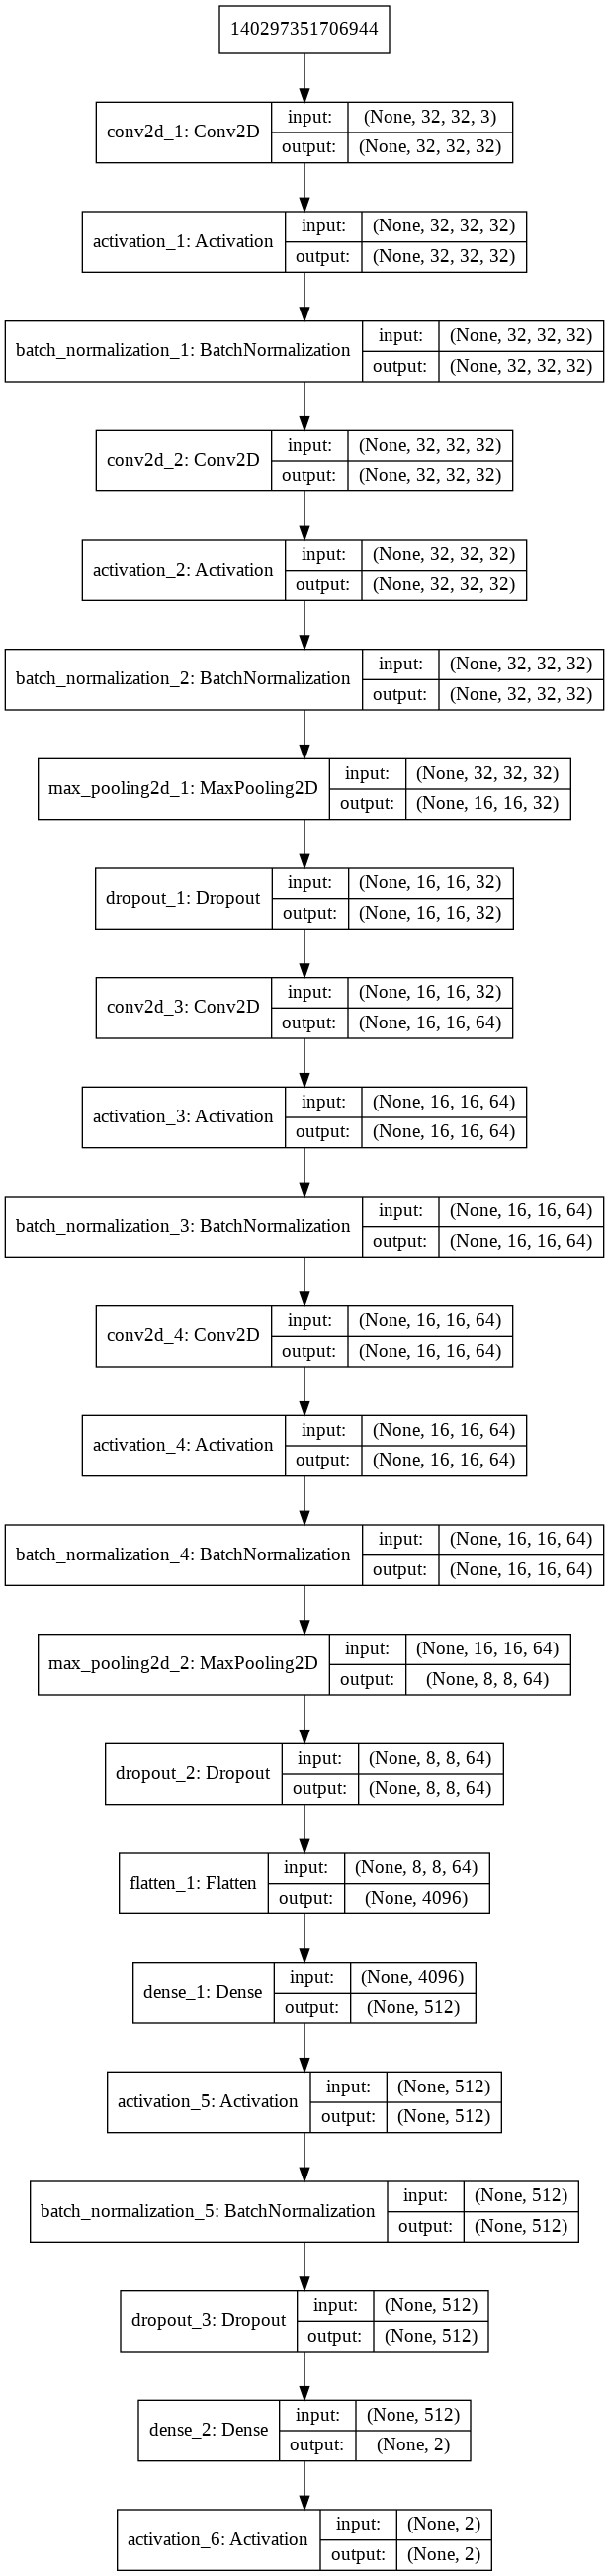 140297351706944
conv2d_1: Conv2D
input:
(None, 32, 32, 3)
output:
(None, 32, 32, 32)
activation_1: Activation
input:
(None, 32, 32, 32)
output:
(None, 32, 32, 32)
batch_normalization_1: BatchNormalization
input:
(None, 32, 32, 32)
output:
(None, 32, 32, 32)
conv2d_2: Conv2D
input:
(None, 32, 32, 32)
output:
(None, 32, 32, 32)
activation_2: Activation
input:
(None, 32, 32, 32)
output:
(None, 32, 32, 32)
batch_normalization_2: BatchNormalization
input:
(None, 32, 32, 32)
output:
(None, 32, 32, 32)
max_pooling2d_1: MaxPooling2D
input:
(None, 32, 32, 32)
output:
(None, 16, 16, 32)
dropout_1: Dropout
input:
(None, 16, 16, 32)
output:
(None, 16, 16, 32)
conv2d_3: Conv2D
input:
(None, 16, 16, 32)
output:
(None, 16, 16, 64)
activation_3: Activation
input:
(None, 16, 16, 64)
output:
(None, 16, 16, 64)
batch_normalization_3: BatchNormalization
input:
(None, 16, 16, 64)
output:
(None, 16, 16, 64)
conv2d_4: Conv2D
input:
(None, 16, 16, 64)
output:
(None, 16, 16, 64)
activation_4: Activation
input:
(None, 16, 16, 64)
output:
(None, 16, 16, 64)
batch_normalization_4: BatchNormalization
input:
(None, 16, 16, 64)
output:
(None, 16, 16, 64)
max_pooling2d_2: MaxPooling2D
input:
(None, 16, 16, 64)
output:
(None, 8, 8, 64)
dropout_2: Dropout
input:
(None, 8, 8, 64)
output:
(None, 8, 8, 64)
flatten_1: Flatten
input:
(None, 8, 8, 64)
output:
(None, 4096)
dense_1: Dense
input:
(None, 4096)
output:
(None, 512)
activation_5: Activation
input:
(None, 512)
output:
(None, 512)
batch_normalization_5: BatchNormalization
input:
(None, 512)
output:
(None, 512)
dropout_3: Dropout
input:
(None, 512)
output:
(None, 512)
dense_2: Dense
input:
(None, 512)
output:
(None, 2)
activation_6: Activation
input:
(None, 2)
output:
(None, 2)